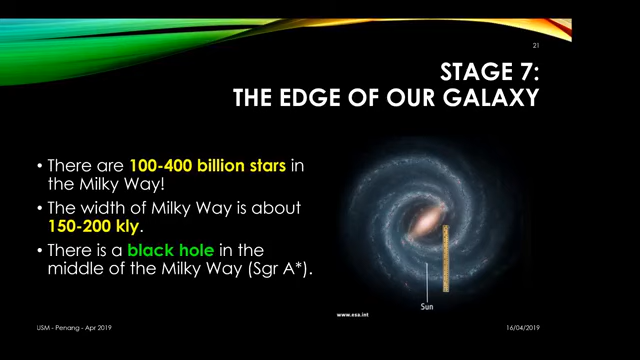 21
STAGE 7:
THE EDGE OF OUR GALAXY
• There are 100-400 billion stars in
the Milky Way!
• The width of Milky Way is about
150-200 kly.
• There is a black hole in the
middle of the Milky Way (Sgr A*).
Sun
www.esa.int
USM - Penang - Apr 2019
16/04/2019